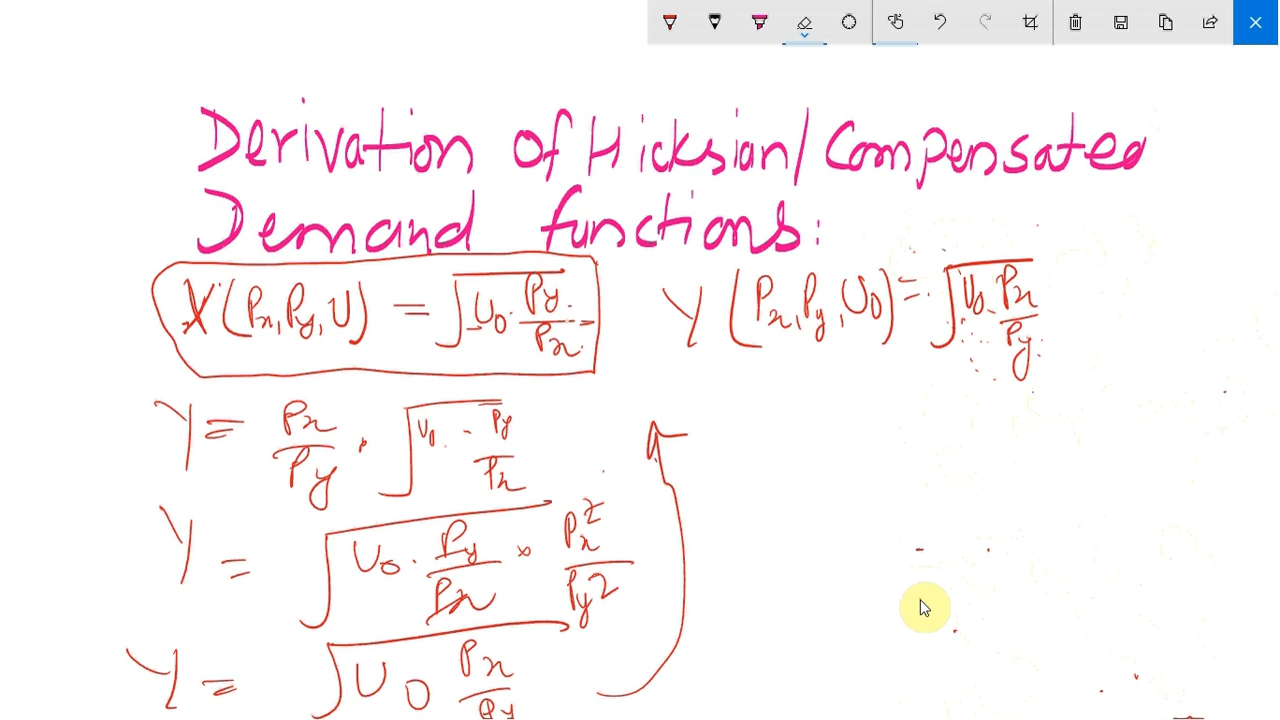 Derivation of Hicksian/Compensated
Demand functions:
X(Px,Py,U) = √(U0·Py/Px)
Y(Px,Py,U0) = √(U0·Px/Py)
Y = Px/Py · √(U0·Py/Px)
Y = √(U0·Py/Px × Px²/Py²)
Y = √(U0 Px/Py)